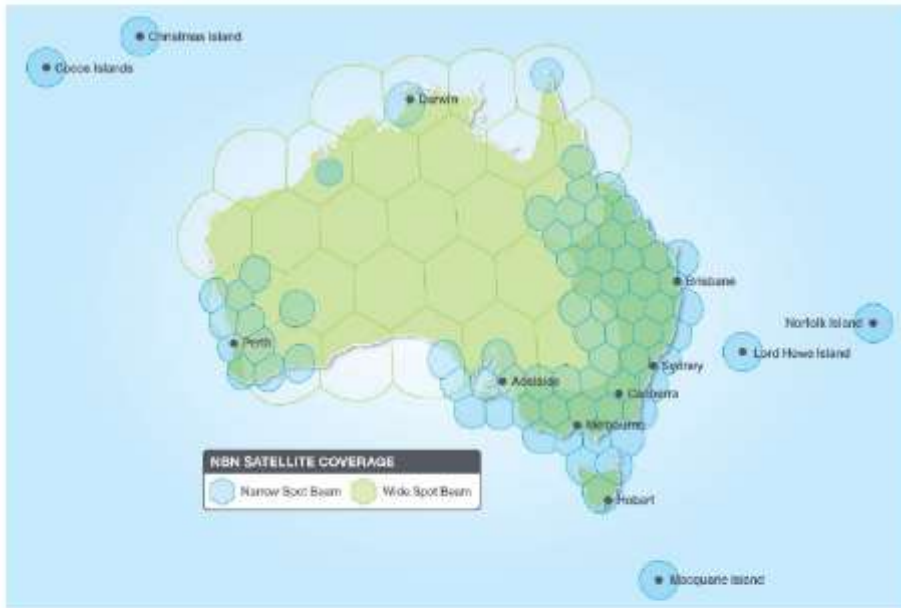 Christmas Island
Cocos Islands
Darwin
Brisbane
Norfolk Island
Lord Howe Island
Perth
Sydney
Adelaide
Canberra
Melbourne
NBN SATELLITE COVERAGE
Narrow Spot Beam
Wide Spot Beam
Hobart
Macquarie Island